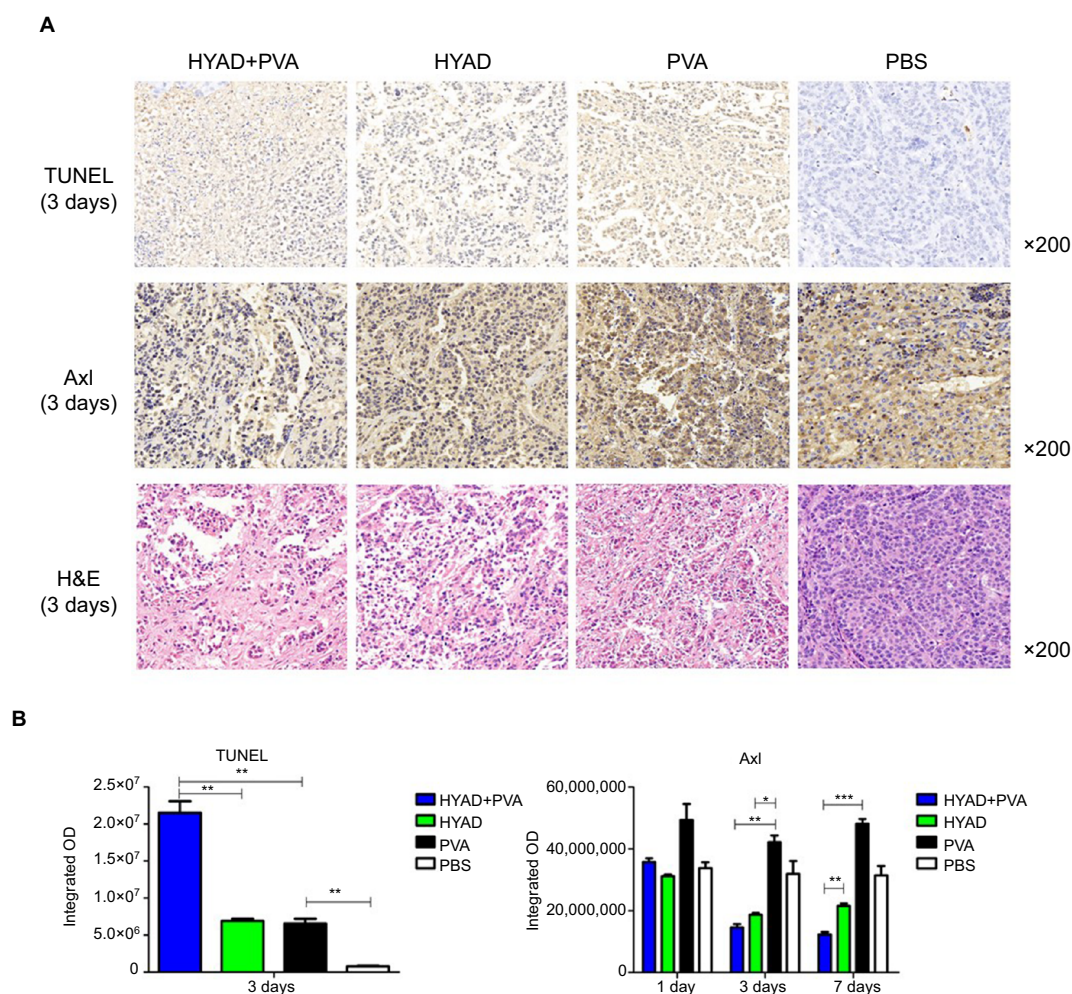 A
HYAD+PVA HYAD PVA PBS
TUNEL
(3 days)
×200
Axl
(3 days)
×200
H&E
(3 days)
×200
B
TUNEL
Integrated OD
2.5×10⁷
2.0×10⁷
1.5×10⁷
1.0×10⁷
5.0×10⁶
0
**
**
**
3 days
HYAD+PVA
HYAD
PVA
PBS
Axl
Integrated OD
60,000,000
40,000,000
20,000,000
0
*
**
***
**
1 day 3 days 7 days
HYAD+PVA
HYAD
PVA
PBS